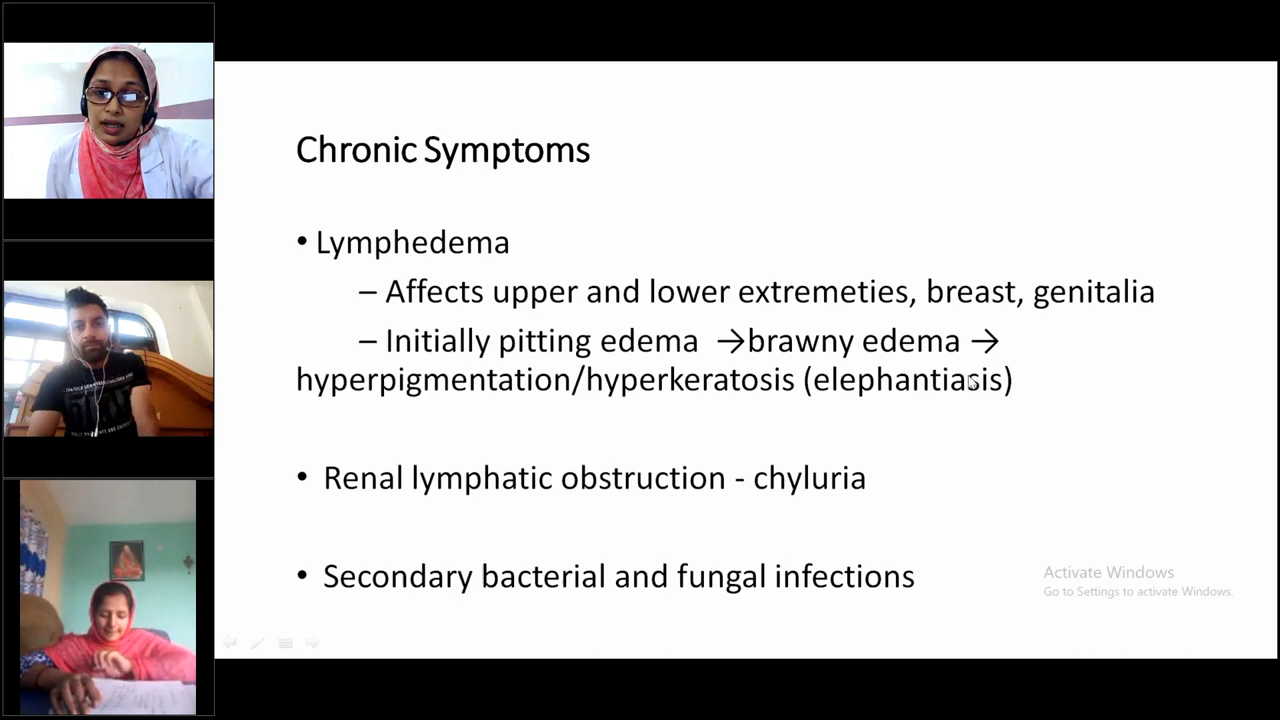 Chronic Symptoms
• Lymphedema
– Affects upper and lower extremeties, breast, genitalia
– Initially pitting edema →brawny edema →
hyperpigmentation/hyperkeratosis (elephantiasis)
• Renal lymphatic obstruction - chyluria
• Secondary bacterial and fungal infections
Activate Windows
Go to Settings to activate Windows.